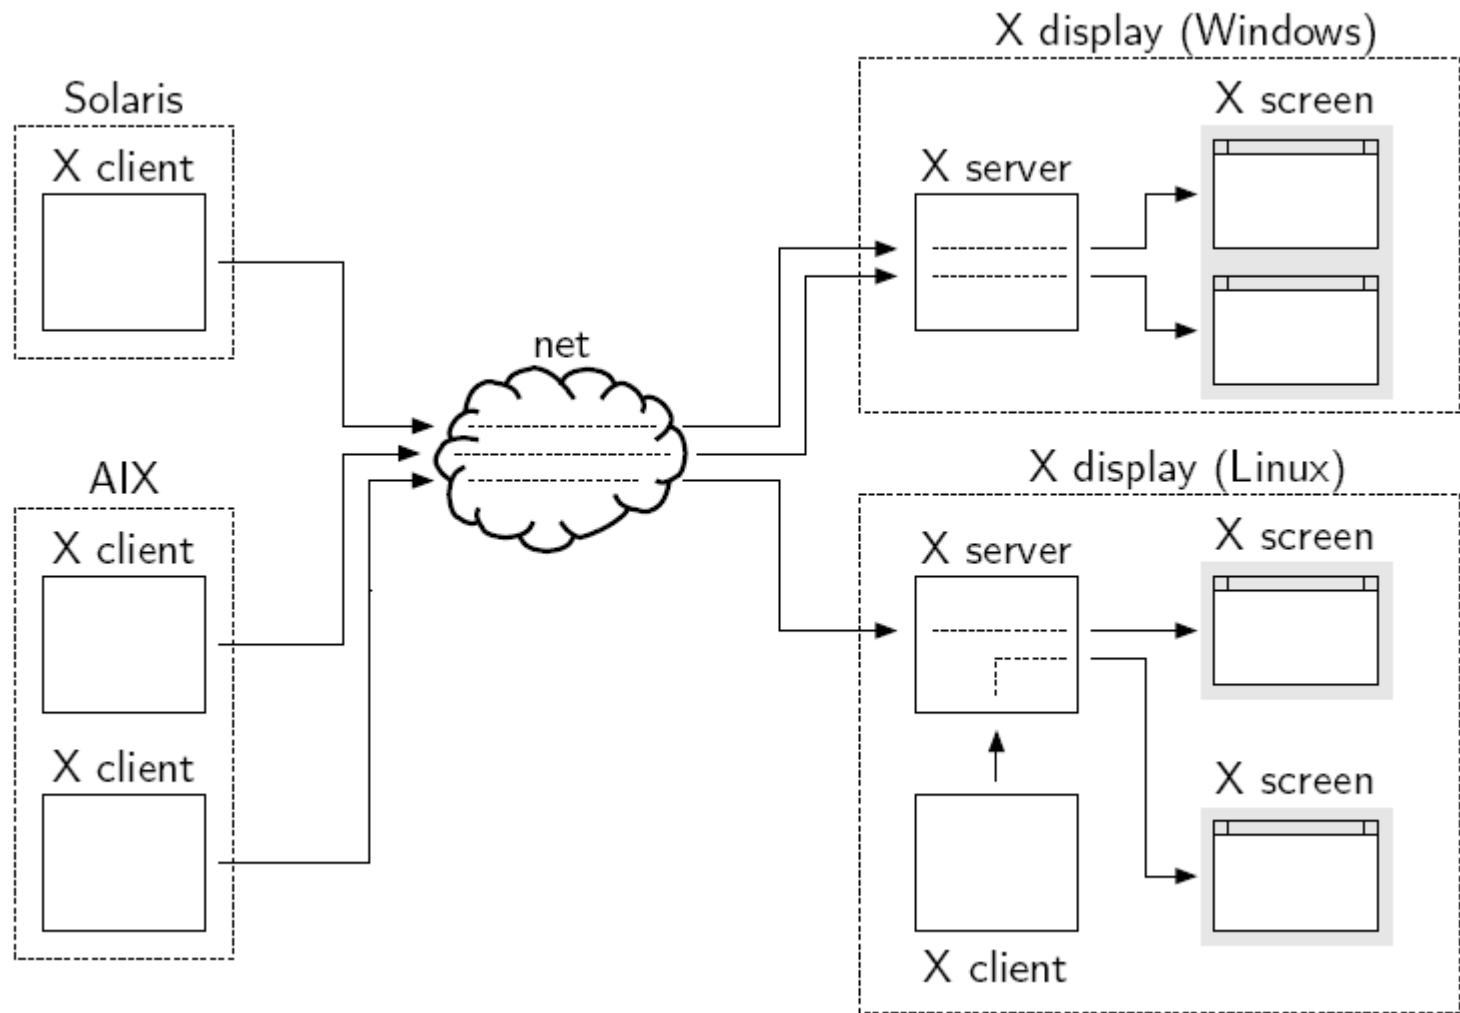 X display (Windows)
Solaris
X screen
X client
X server
net
X display (Linux)
AIX
X client
X server
X screen
X client
X screen
X client